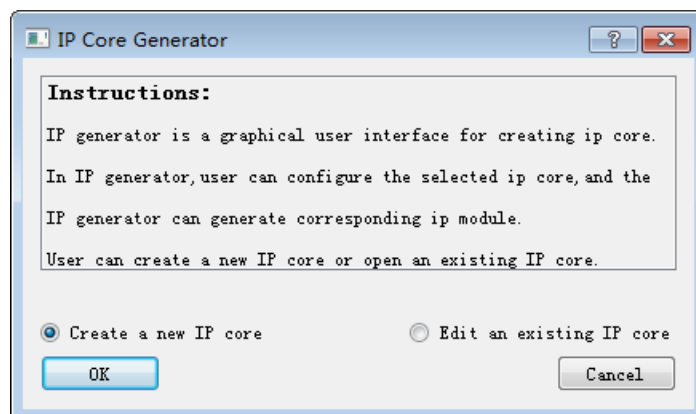 IP Core Generator
?
Instructions:
IP generator is a graphical user interface for creating ip core.
In IP generator, user can configure the selected ip core, and the
IP generator can generate corresponding ip module.
User can create a new IP core or open an existing IP core.
Create a new IP core
Edit an existing IP core
OK
Cancel